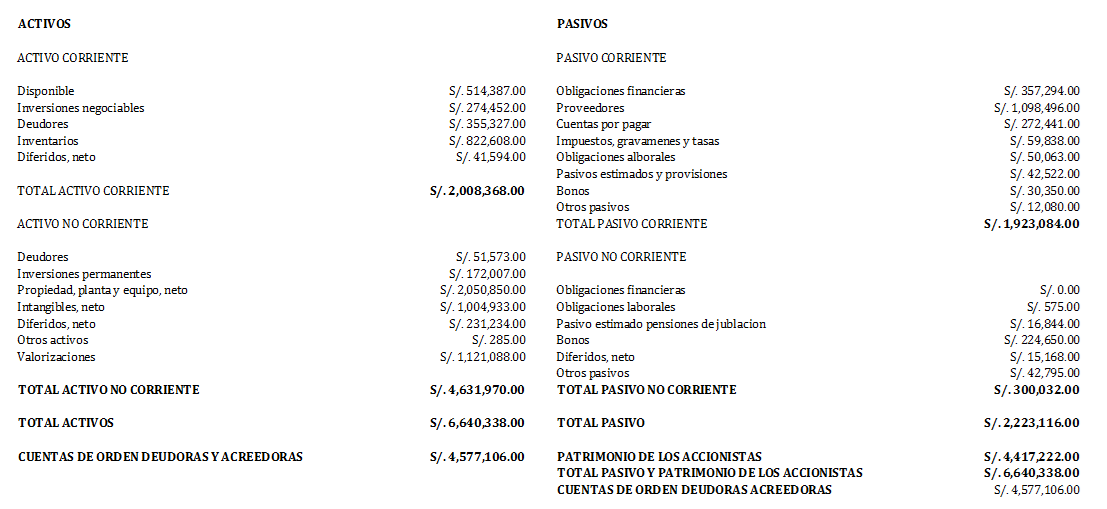 ACTIVOS
ACTIVO CORRIENTE
Disponible S/. 514,387.00
Inversiones negociables S/. 274,452.00
Deudores S/. 355,327.00
Inventarios S/. 822,608.00
Diferidos, neto S/. 41,594.00
TOTAL ACTIVO CORRIENTE S/. 2,008,368.00
ACTIVO NO CORRIENTE
Deudores S/. 51,573.00
Inversiones permanentes S/. 172,007.00
Propiedad, planta y equipo, neto S/. 2,050,850.00
Intangibles, neto S/. 1,004,933.00
Diferidos, neto S/. 231,234.00
Otros activos S/. 285.00
Valorizaciones S/. 1,121,088.00
TOTAL ACTIVO NO CORRIENTE S/. 4,631,970.00
TOTAL ACTIVOS S/. 6,640,338.00
CUENTAS DE ORDEN DEUDORAS Y ACREEDORAS S/. 4,577,106.00
PASIVOS
PASIVO CORRIENTE
Obligaciones financieras S/. 357,294.00
Proveedores S/. 1,098,496.00
Cuentas por pagar S/. 272,441.00
Impuestos, gravamenes y tasas S/. 59,838.00
Obligaciones alborales S/. 50,063.00
Pasivos estimados y provisiones S/. 42,522.00
Bonos S/. 30,350.00
Otros pasivos S/. 12,080.00
TOTAL PASIVO CORRIENTE S/. 1,923,084.00
PASIVO NO CORRIENTE
Obligaciones financieras S/. 0.00
Obligaciones laborales S/. 575.00
Pasivo estimado pensiones de jublacion S/. 16,844.00
Bonos S/. 224,650.00
Diferidos, neto S/. 15,168.00
Otros pasivos S/. 42,795.00
TOTAL PASIVO NO CORRIENTE S/. 300,032.00
TOTAL PASIVO S/. 2,223,116.00
PATRIMONIO DE LOS ACCIONISTAS S/. 4,417,222.00
TOTAL PASIVO Y PATRIMONIO DE LOS ACCIONISTAS S/. 6,640,338.00
CUENTAS DE ORDEN DEUDORAS ACREEDORAS S/. 4,577,106.00